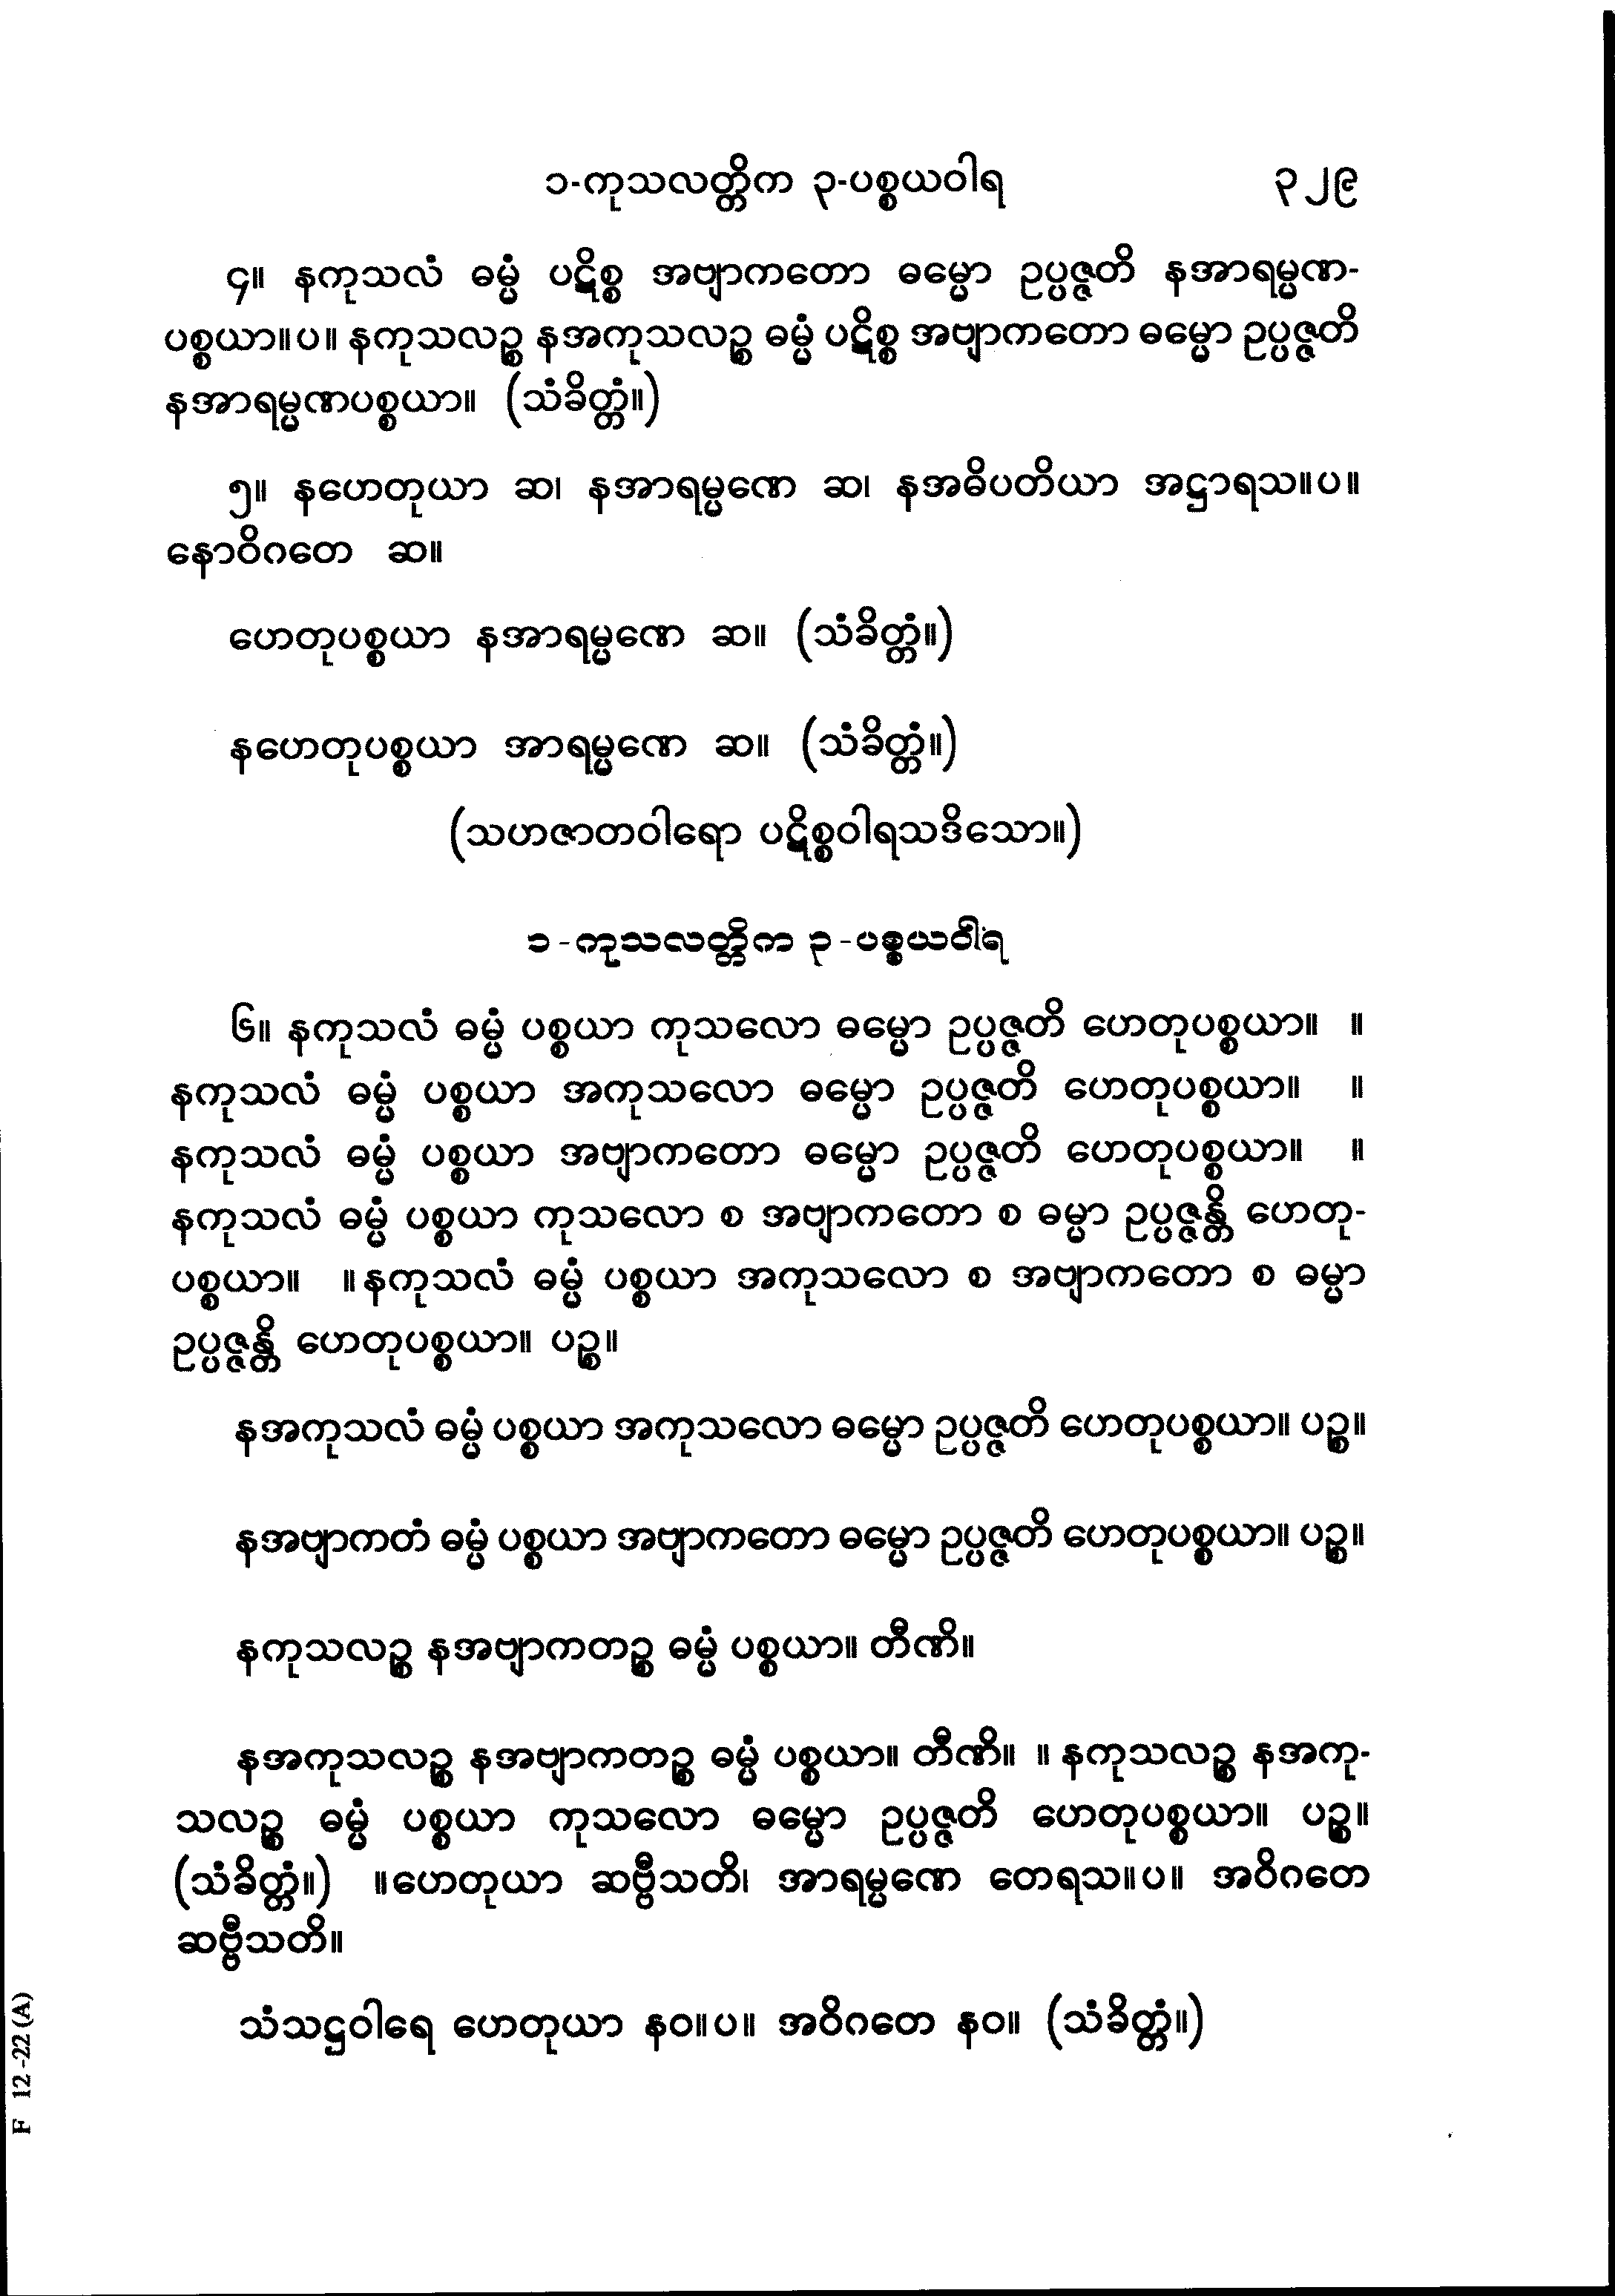 ၁-ကုသလတ္တိက ၃-ပစ္စယဝါရ ၃၂၉
၄။ နကုသလံ ဓမ္မံ ပဋိစ္စ အဗျာကတော ဓမ္မော ဥပ္ပဇ္ဇတိ နအာရမ္မဏ-
ပစ္စယာ။ပ။ နကုသလဉ္စ နအကုသလဉ္စ ဓမ္မံ ပဋိစ္စ အဗျာကတော ဓမ္မော ဥပ္ပဇ္ဇတိ
နအာရမ္မဏပစ္စယာ။ (သံခိတ္တံ။)
၅။ နဟေတုယာ ဆ၊ နအာရမ္မဏေ ဆ၊ နအဓိပတိယာ အဋ္ဌာရသ။ပ။
နောဝိဂတေ ဆ။
ဟေတုပစ္စယာ နအာရမ္မဏေ ဆ။ (သံခိတ္တံ။)
နဟေတုပစ္စယာ အာရမ္မဏေ ဆ။ (သံခိတ္တံ။)
(သဟဇာတဝါရော ပဋိစ္စဝါရသဒိသော။)
၁-ကုသလတ္တိက ၃-ပစ္စယဝါရ
၆။ နကုသလံ ဓမ္မံ ပစ္စယာ ကုသလော ဓမ္မော ဥပ္ပဇ္ဇတိ ဟေတုပစ္စယာ။ ။
နကုသလံ ဓမ္မံ ပစ္စယာ အကုသလော ဓမ္မော ဥပ္ပဇ္ဇတိ ဟေတုပစ္စယာ။ ။
နကုသလံ ဓမ္မံ ပစ္စယာ အဗျာကတော ဓမ္မော ဥပ္ပဇ္ဇတိ ဟေတုပစ္စယာ။ ။
နကုသလံ ဓမ္မံ ပစ္စယာ ကုသလော စ အဗျာကတော စ ဓမ္မာ ဥပ္ပဇ္ဇန္တိ ဟေတု-
ပစ္စယာ။ ။နကုသလံ ဓမ္မံ ပစ္စယာ အကုသလော စ အဗျာကတော စ ဓမ္မာ
ဥပ္ပဇ္ဇန္တိ ဟေတုပစ္စယာ။ ပဉ္စ။
နအကုသလံ ဓမ္မံ ပစ္စယာ အကုသလော ဓမ္မော ဥပ္ပဇ္ဇတိ ဟေတုပစ္စယာ။ ပဉ္စ။
နအဗျာကတံ ဓမ္မံ ပစ္စယာ အဗျာကတော ဓမ္မော ဥပ္ပဇ္ဇတိ ဟေတုပစ္စယာ။ ပဉ္စ။
နကုသလဉ္စ နအဗျာကတဉ္စ ဓမ္မံ ပစ္စယာ။ တီဏိ။
နအကုသလဉ္စ နအဗျာကတဉ္စ ဓမ္မံ ပစ္စယာ။ တီဏိ။ ။နကုသလဉ္စ နအကု-
သလဉ္စ ဓမ္မံ ပစ္စယာ ကုသလော ဓမ္မော ဥပ္ပဇ္ဇတိ ဟေတုပစ္စယာ။ ပဉ္စ။
(သံခိတ္တံ။) ။ဟေတုယာ ဆဗ္ဗီသတိ၊ အာရမ္မဏေ တေရသ။ပ။ အဝိဂတေ
ဆဗ္ဗီသတိ။
သံသဋ္ဌဝါရေ ဟေတုယာ နဝ။ပ။ အဝိဂတေ နဝ။ (သံခိတ္တံ။)
F 12-22 (A)